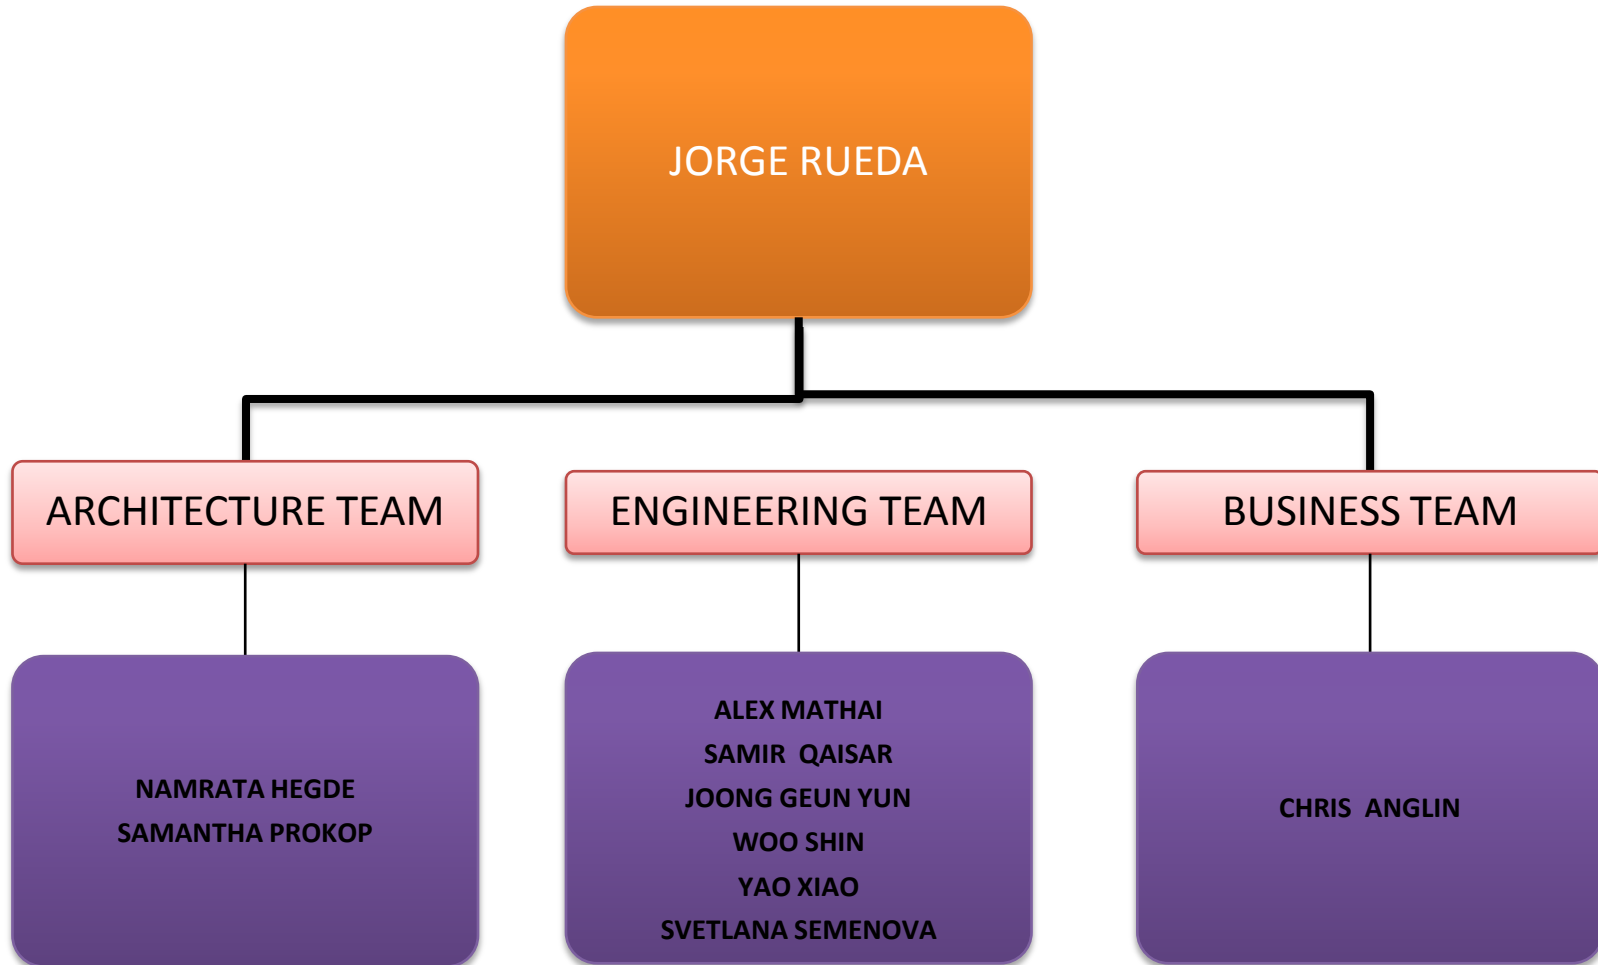 JORGE RUEDA
ARCHITECTURE TEAM
ENGINEERING TEAM
BUSINESS TEAM
NAMRATA HEGDE
SAMANTHA PROKOP
ALEX MATHAI
SAMIR  QAISAR
JOONG GEUN YUN
WOO SHIN
YAO XIAO
SVETLANA SEMENOVA
CHRIS  ANGLIN